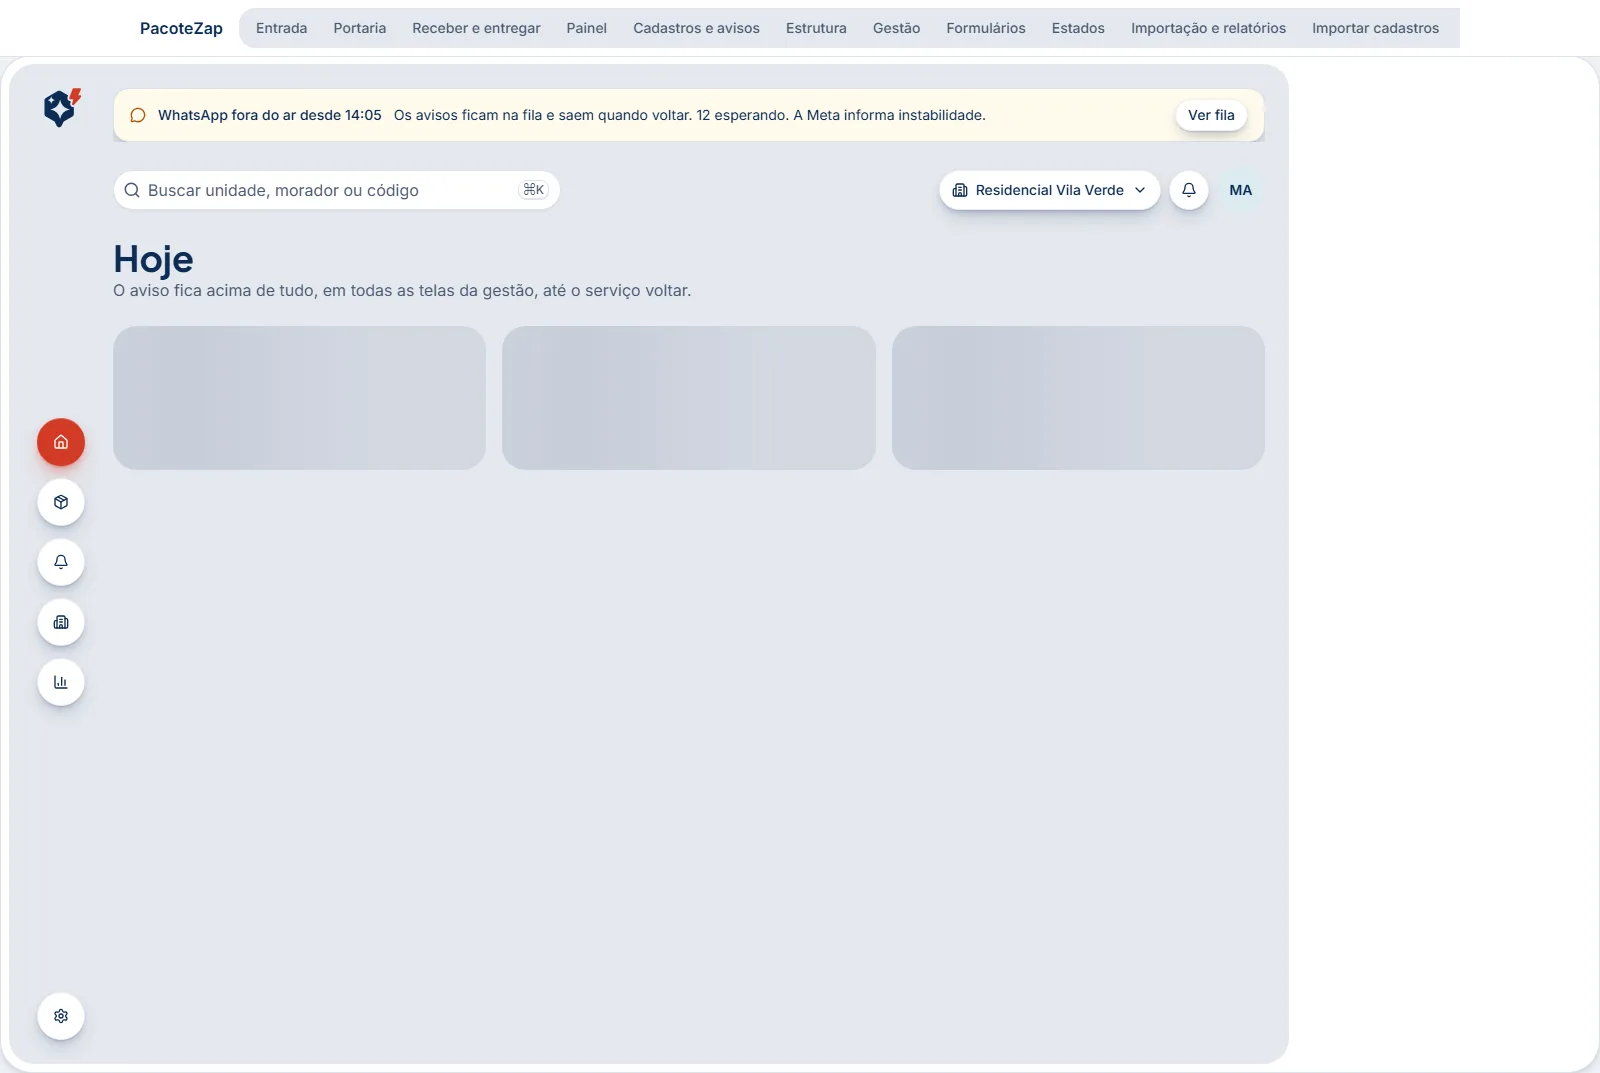 PacoteZap Entrada Portaria Receber e entregar Painel Cadastros e avisos Estrutura Gestão Formulários Estados Importação e relatórios Importar cadastros
WhatsApp fora do ar desde 14:05 Os avisos ficam na fila e saem quando voltar. 12 esperando. A Meta informa instabilidade. Ver fila
Buscar unidade, morador ou código ⌘K Residencial Vila Verde MA
Hoje
O aviso fica acima de tudo, em todas as telas da gestão, até o serviço voltar.